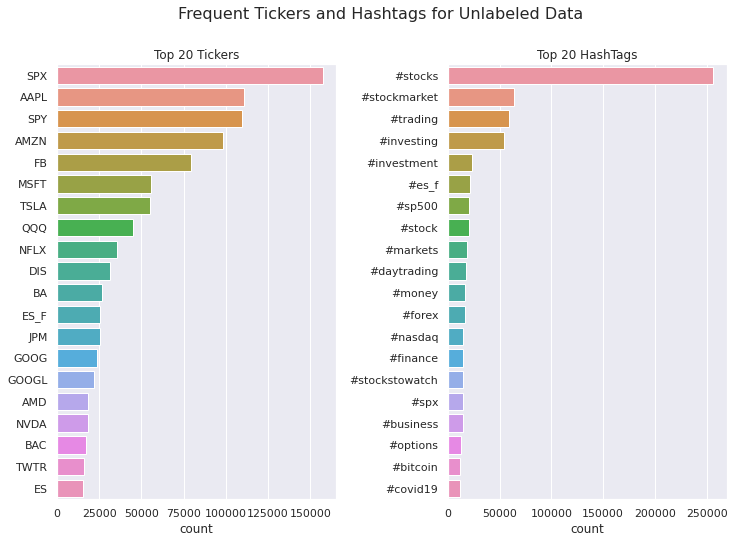 Frequent Tickers and Hashtags for Unlabeled Data
Top 20 Tickers
SPX
AAPL
SPY
AMZN
FB
MSFT
TSLA
QQQ
NFLX
DIS
BA
ES_F
JPM
GOOG
GOOGL
AMD
NVDA
BAC
TWTR
ES
0 25000 50000 75000 100000 125000 150000
count
Top 20 HashTags
#stocks
#stockmarket
#trading
#investing
#investment
#es_f
#sp500
#stock
#markets
#daytrading
#money
#forex
#nasdaq
#finance
#stockstowatch
#spx
#business
#options
#bitcoin
#covid19
0 50000 100000 150000 200000 250000
count